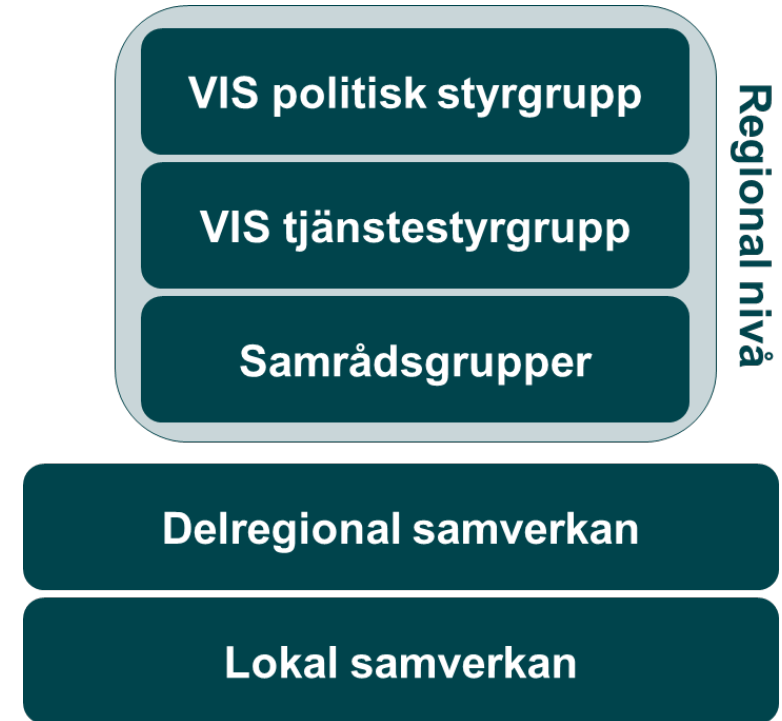 VIS politisk styrgrupp
VIS tjänstestyrgrupp
Samrådsgrupper
Regional nivå
Delregional samverkan
Lokal samverkan